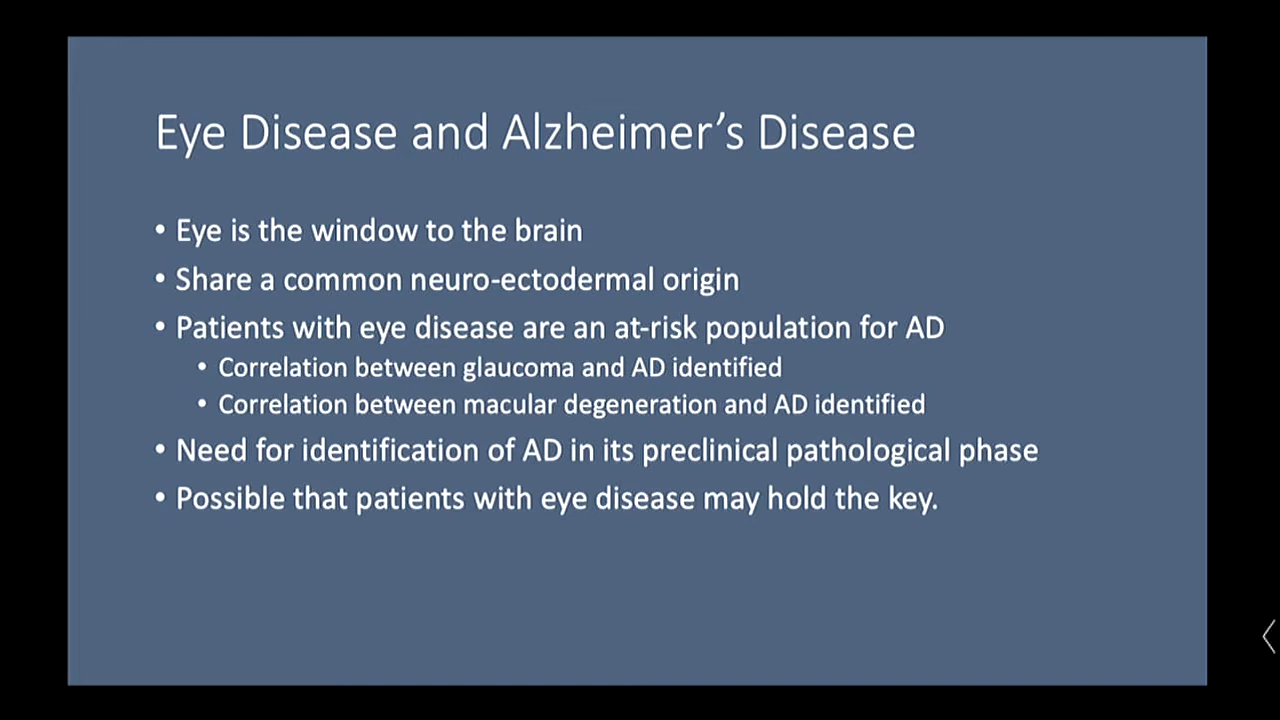 Eye Disease and Alzheimer’s Disease
• Eye is the window to the brain
• Share a common neuro-ectodermal origin
• Patients with eye disease are an at-risk population for AD
• Correlation between glaucoma and AD identified
• Correlation between macular degeneration and AD identified
• Need for identification of AD in its preclinical pathological phase
• Possible that patients with eye disease may hold the key.